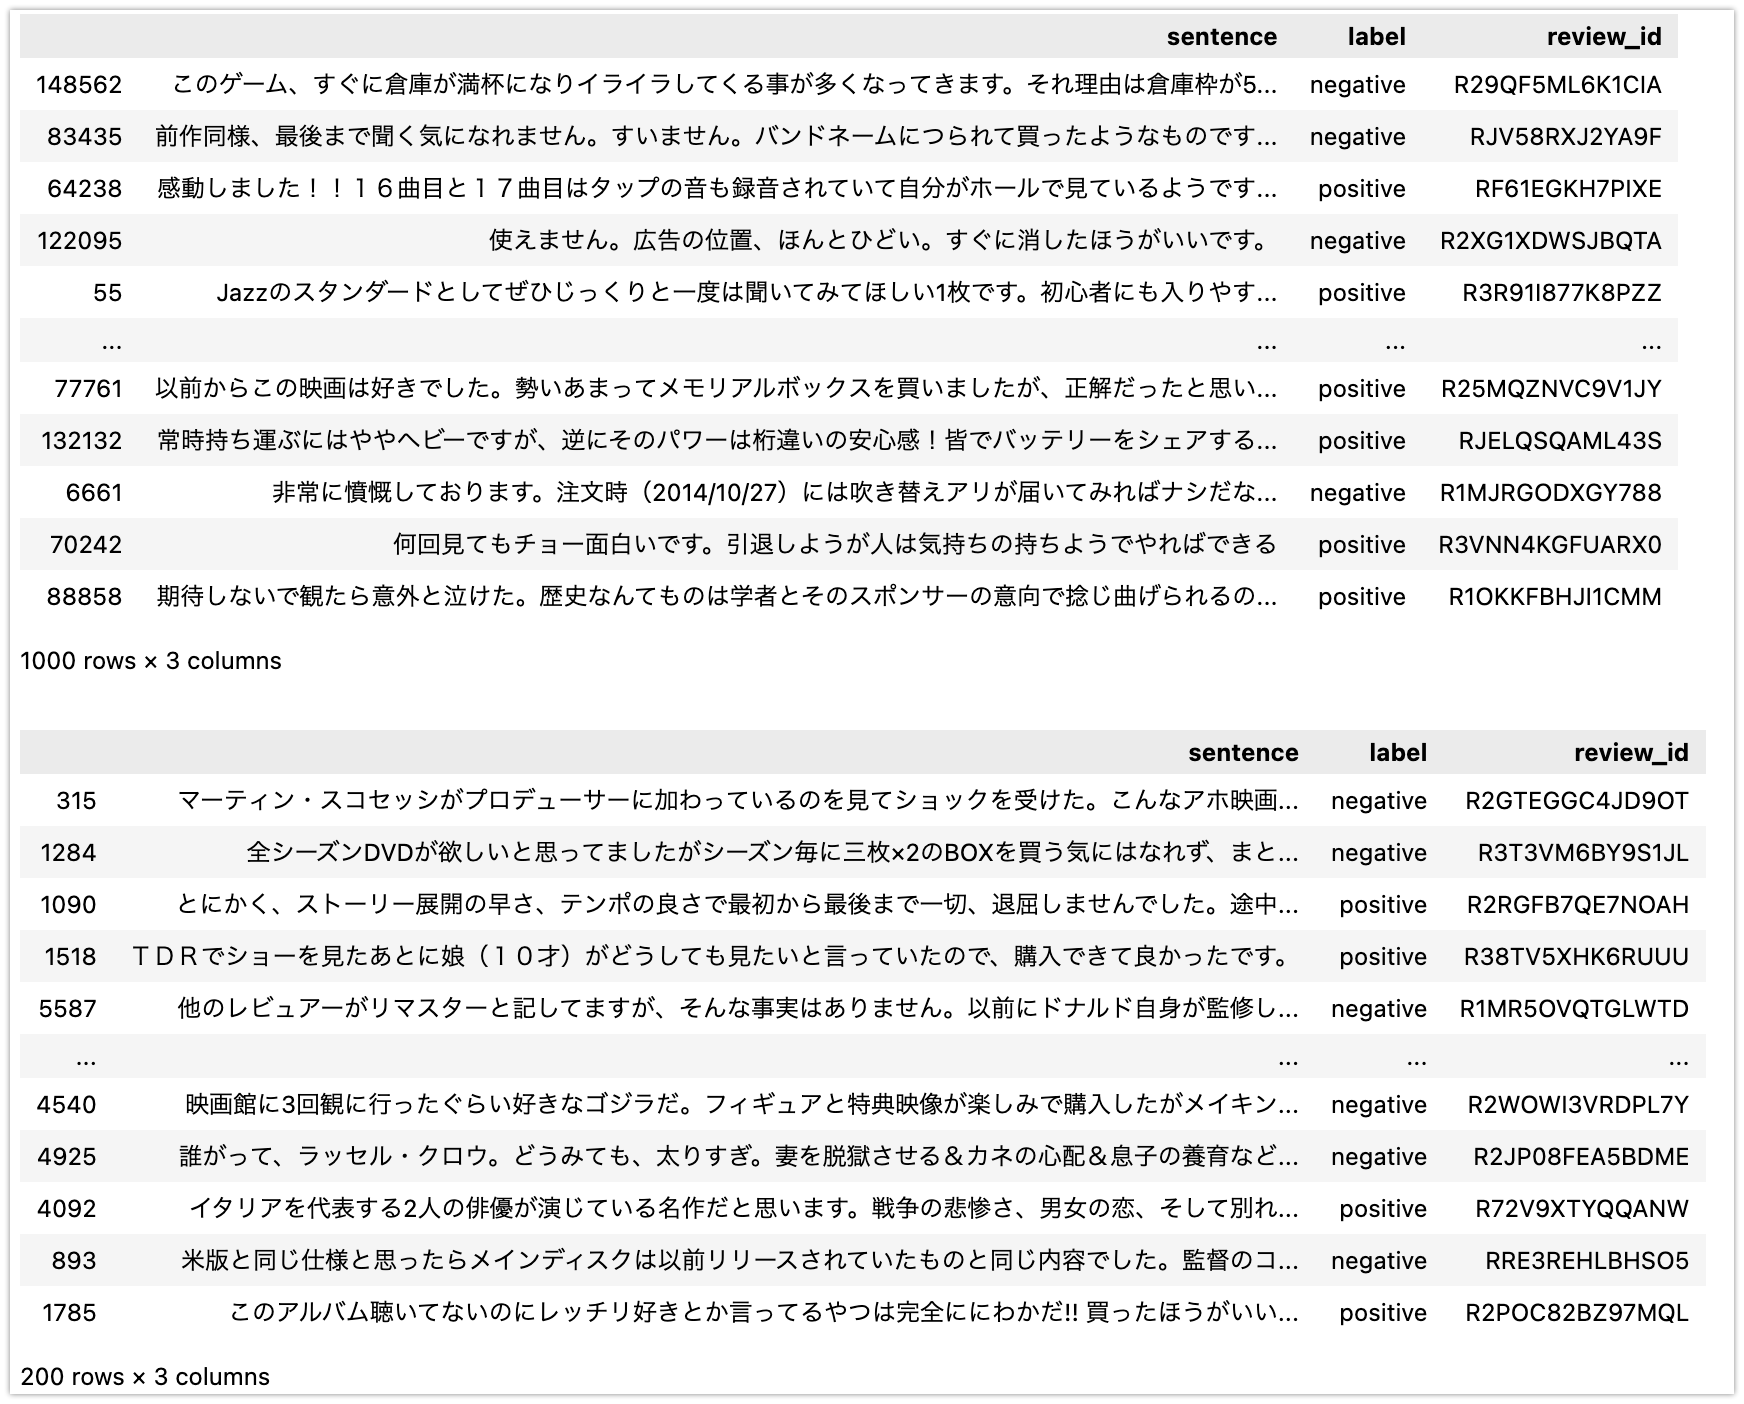 sentence label review_id
148562 このゲーム、すぐに倉庫が満杯になりイライラしてくる事が多くなってきます。それ理由は倉庫枠が5... negative R29QF5ML6K1CIA
83435 前作同様、最後まで聞く気になれません。すいません。バンドネームにつられて買ったようなものです... negative RJV58RXJ2YA9F
64238 感動しました！！１６曲目と１７曲目はタップの音も録音されていて自分がホールで見ているようです... positive RF61EGKH7PIXE
122095 使えません。広告の位置、ほんとひどい。すぐに消したほうがいいです。 negative R2XG1XDWSJBQTA
55 Jazzのスタンダードとしてぜひじっくりと一度は聞いてみてほしい1枚です。初心者にも入りやす... positive R3R91I877K8PZZ
... ... ... ...
77761 以前からこの映画は好きでした。勢いあまってメモリアルボックスを買いましたが、正解だったと思い... positive R25MQZNVC9V1JY
132132 常時持ち運ぶにはややヘビーですが、逆にそのパワーは桁違いの安心感！皆でバッテリーをシェアする... positive RJELQSQAML43S
6661 非常に憤慨しております。注文時（2014/10/27）には吹き替えアリが届いてみればナシだな... negative R1MJRGODXGY788
70242 何回見てもチョー面白いです。引退しようが人は気持ちの持ちようでやればできる positive R3VNN4KGFUARX0
88858 期待しないで観たら意外と泣けた。歴史なんてものは学者とそのスポンサーの意向で捻じ曲げられるの... positive R1OKKFBHJI1CMM
1000 rows × 3 columns
sentence label review_id
315 マーティン・スコセッシがプロデューサーに加わっているのを見てショックを受けた。こんなアホ映画... negative R2GTEGGC4JD9OT
1284 全シーズンDVDが欲しいと思ってましたがシーズン毎に三枚×2のBOXを買う気にはなれず、まと... negative R3T3VM6BY9S1JL
1090 とにかく、ストーリー展開の早さ、テンポの良さで最初から最後まで一切、退屈しませんでした。途中... positive R2RGFB7QE7NOAH
1518 ＴＤＲでショーを見たあとに娘（１０才）がどうしても見たいと言っていたので、購入できて良かったです。 positive R38TV5XHK6RUUU
5587 他のレビュアーがリマスターと記してますが、そんな事実はありません。以前にドナルド自身が監修し... negative R1MR5OVQTGLWTD
... ... ... ...
4540 映画館に3回観に行ったぐらい好きなゴジラだ。フィギュアと特典映像が楽しみで購入したがメイキン... negative R2WOWI3VRDPL7Y
4925 誰がって、ラッセル・クロウ。どうみても、太りすぎ。妻を脱獄させる＆カネの心配＆息子の養育など... negative R2JP08FEA5BDME
4092 イタリアを代表する2人の俳優が演じている名作だと思います。戦争の悲惨さ、男女の恋、そして別れ... positive R72V9XTYQQANW
893 米版と同じ仕様と思ったらメインディスクは以前リリースされていたものと同じ内容でした。監督のコ... negative RRE3REHLBHSO5
1785 このアルバム聴いてないのにレッチリ好きとか言ってるやつは完全ににわかだ!! 買ったほうがいい... positive R2POC82BZ97MQL
200 rows × 3 columns